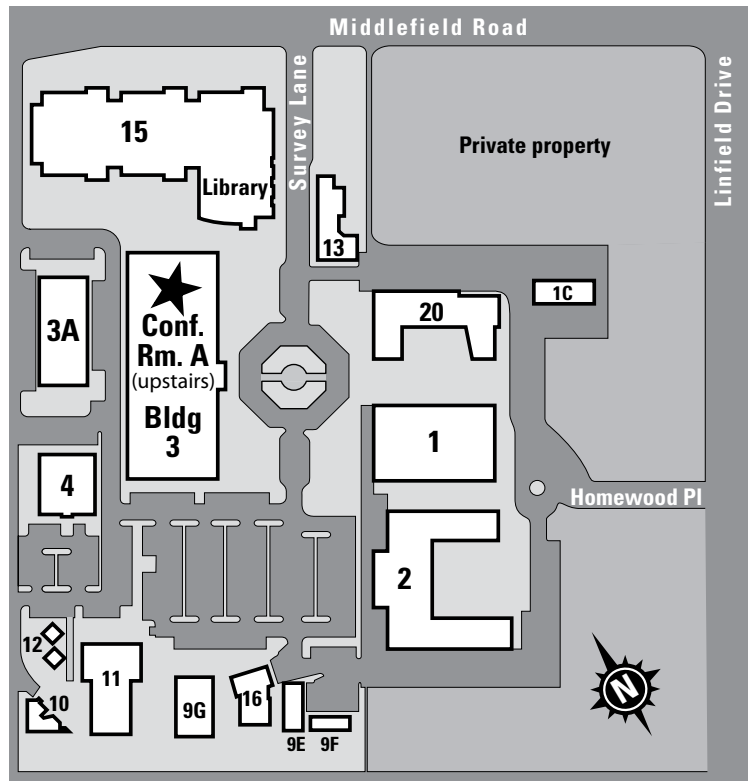 Middlefield Road
Survey Lane
Linfield Drive
15
Library
Private property
13
1C
20
3A
Conf.
Rm. A
(upstairs)
Bldg
3
1
4
Homewood Pl
2
12
11
10
9G
16
9E
9F
N